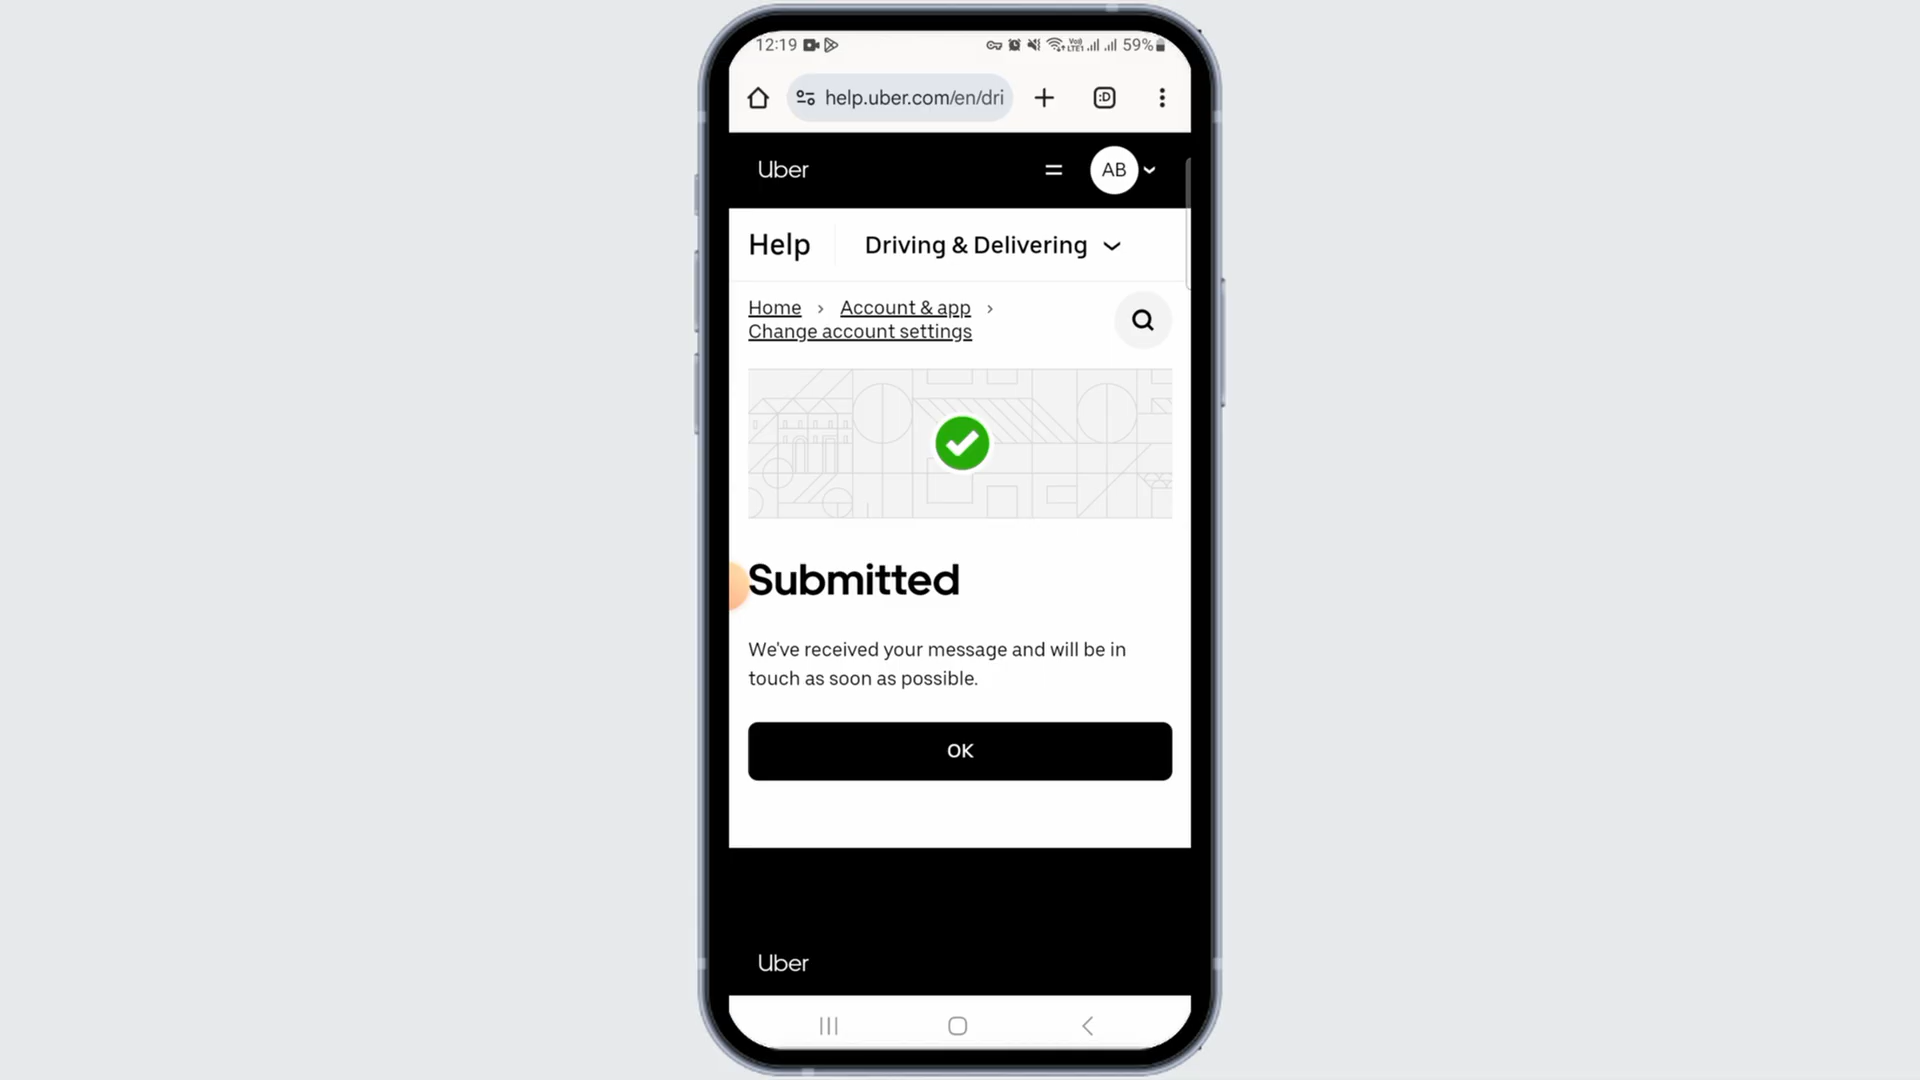 12:19 59%
help.uber.com/en/dri :D
Uber AB
Help Driving & Delivering
Home > Account & app >
Change account settings
Submitted
We've received your message and will be in
touch as soon as possible.
OK
Uber